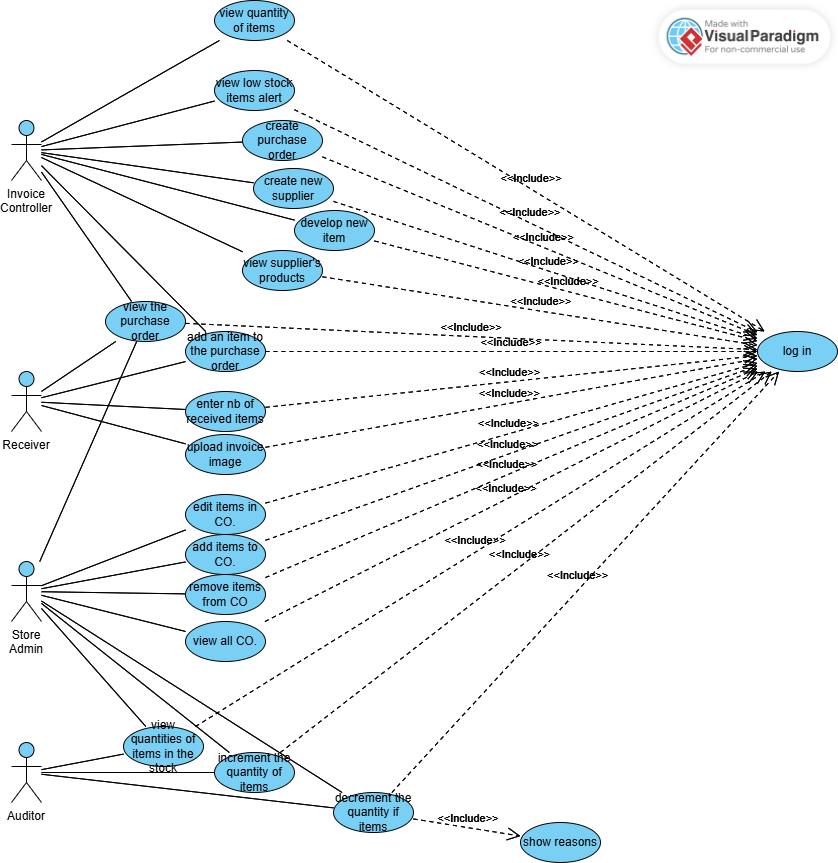 view quantity
of items
Made with
VisualParadigm
For non-commercial use
view low stock
items alert
create
purchase
order
<<Include>>
create new
supplier
Invoice
Controller
<<Include>>
develop new
item
<<Include>>
view supplier's
products
<<Include>>
<<Include>>
<<Include>>
view the
purchase
order
<<Include>>
add an item to
the purchase
order
<<Include>>
log in
<<Include>>
<<Include>>
enter nb of
received items
Receiver
<<Include>>
upload invoice
image
<<Include>>
<<Include>>
<<Include>>
edit items in
CO.
<<Include>>
add items to
CO.
<<Include>>
<<Include>>
remove items
from CO
Store
Admin
view all CO.
view
quantities of
items in the
stock
increment the
quantity of
items
Auditor
decrement the
quantity if
items
<<Include>>
show reasons